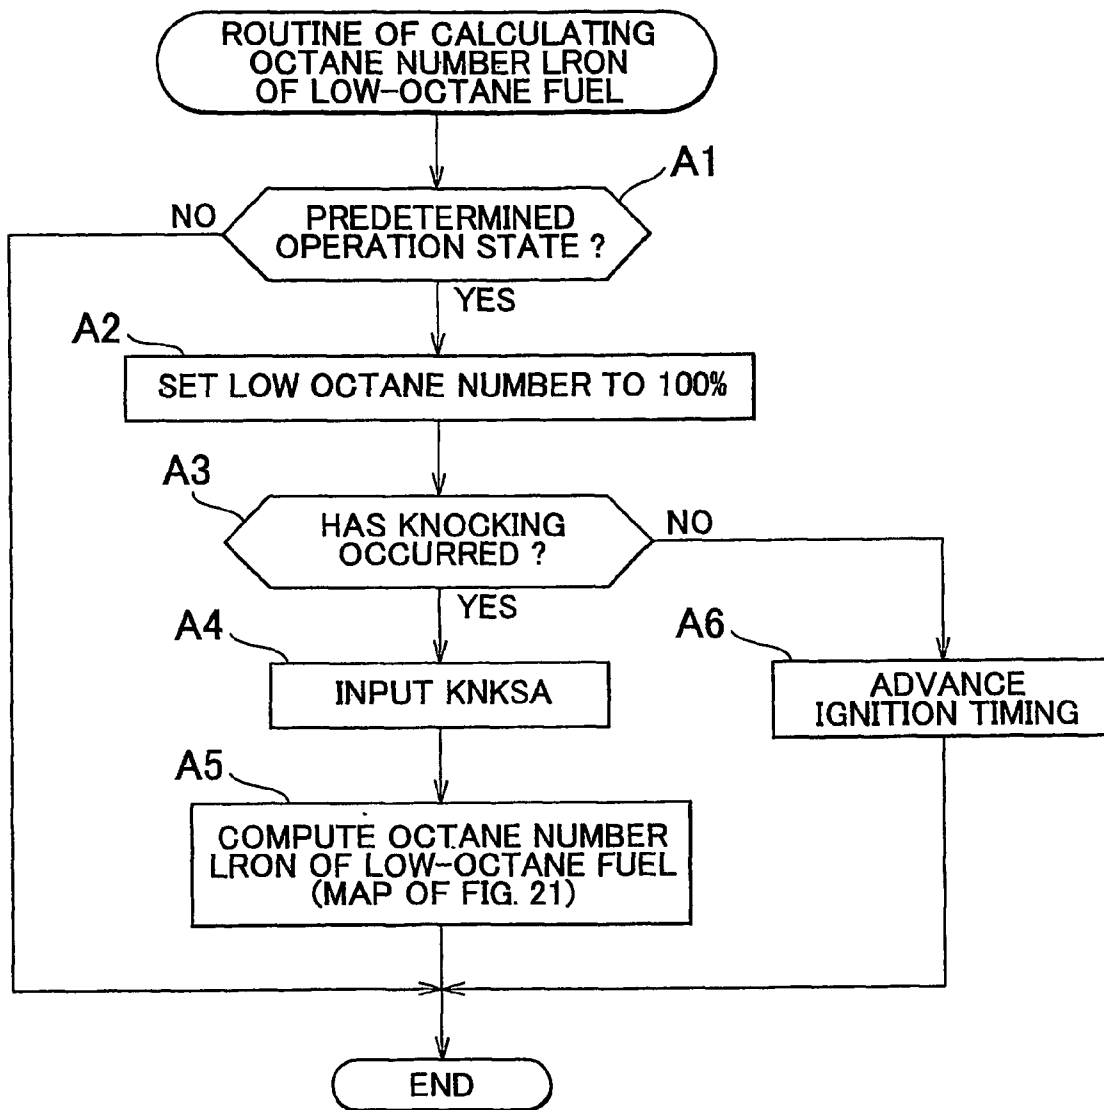 ROUTINE OF CALCULATING
OCTANE NUMBER LRON
OF LOW-OCTANE FUEL
A1
NO
PREDETERMINED
OPERATION STATE ?
YES
A2
SET LOW OCTANE NUMBER TO 100%
A3
HAS KNOCKING
OCCURRED ?
NO
YES
A4
INPUT KNKSA
A6
ADVANCE
IGNITION TIMING
A5
COMPUTE OCTANE NUMBER
LRON OF LOW-OCTANE FUEL
(MAP OF FIG. 21)
END